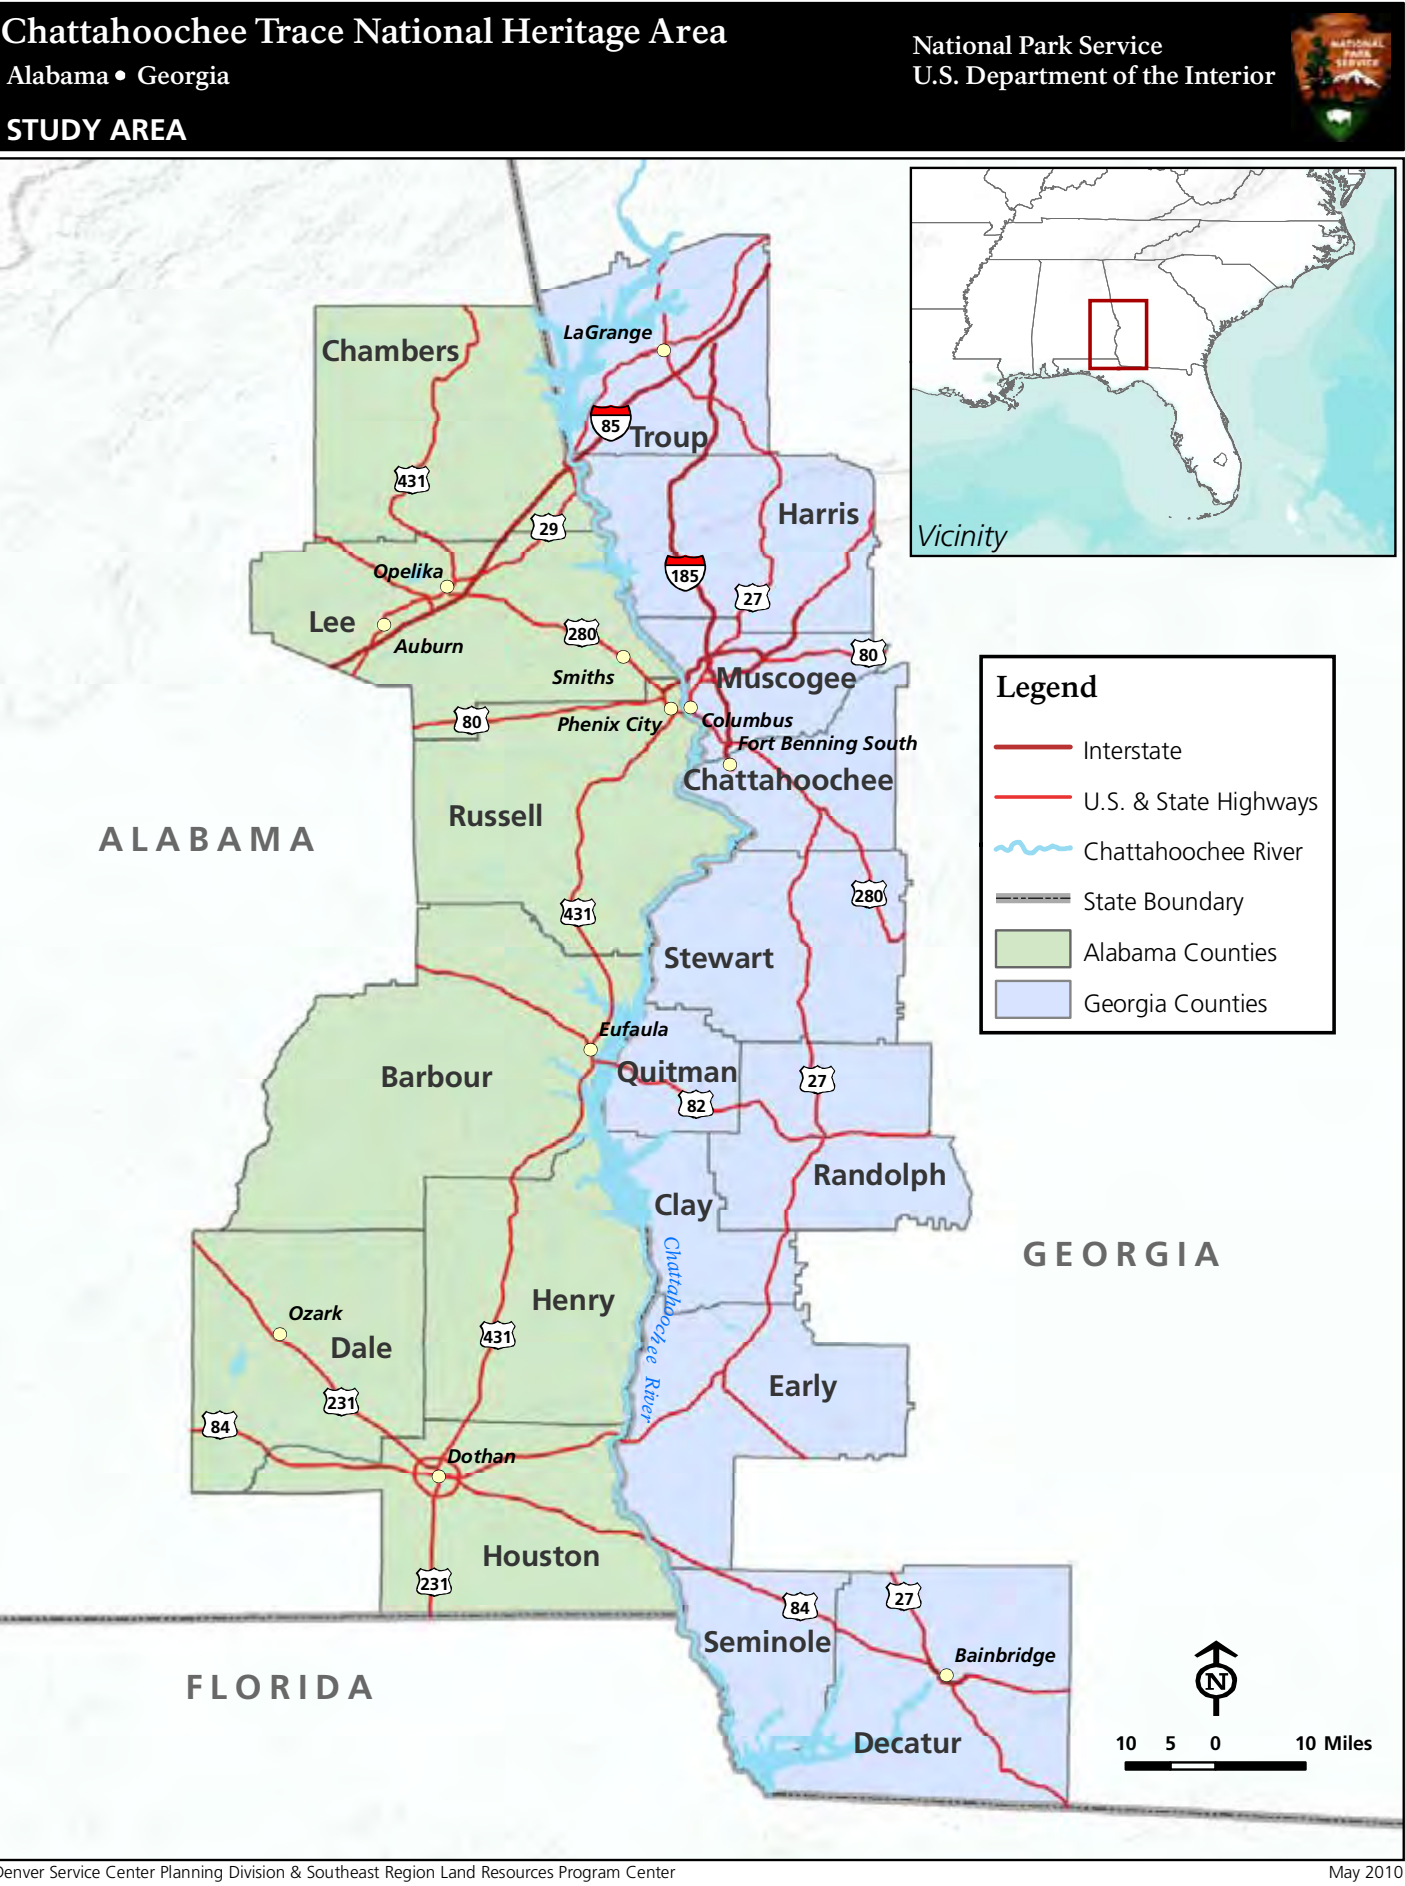 Chattahoochee Trace National Heritage Area
Alabama • Georgia
STUDY AREA
National Park Service
U.S. Department of the Interior
NATIONAL
PARK
SERVICE
Vicinity
LaGrange
Chambers
85
Troup
431
Harris
29
Opelika
185
27
Lee
280
Auburn
80
Smiths
Muscogee
80
Phenix City
Columbus
Fort Benning South
Chattahoochee
Russell
ALABAMA
280
431
Stewart
Eufaula
Barbour
Quitman
27
82
Randolph
Clay
GEORGIA
Chattahoochee River
Henry
Ozark
431
Dale
Early
231
84
Dothan
Houston
231
84
27
Seminole
Bainbridge
FLORIDA
Decatur
Legend
Interstate
U.S. & State Highways
Chattahoochee River
State Boundary
Alabama Counties
Georgia Counties
N
10 5 0 10 Miles
Denver Service Center Planning Division & Southeast Region Land Resources Program Center
May 2010